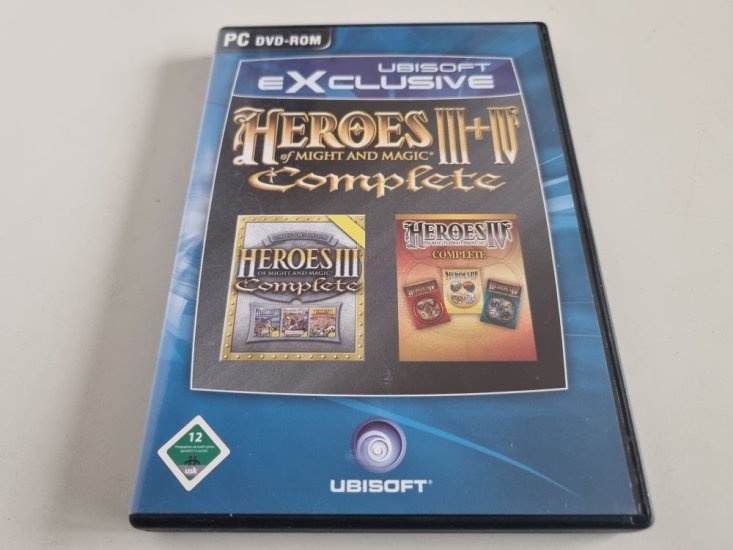 PC DVD-ROM
UBISOFT
eXclusive
HEROES III+IV
of MIGHT AND MAGIC®
Complete
HEROES III
OF MIGHT AND MAGIC
Complete
HEROES IV
COMPLETE
12
usk
UBISOFT®